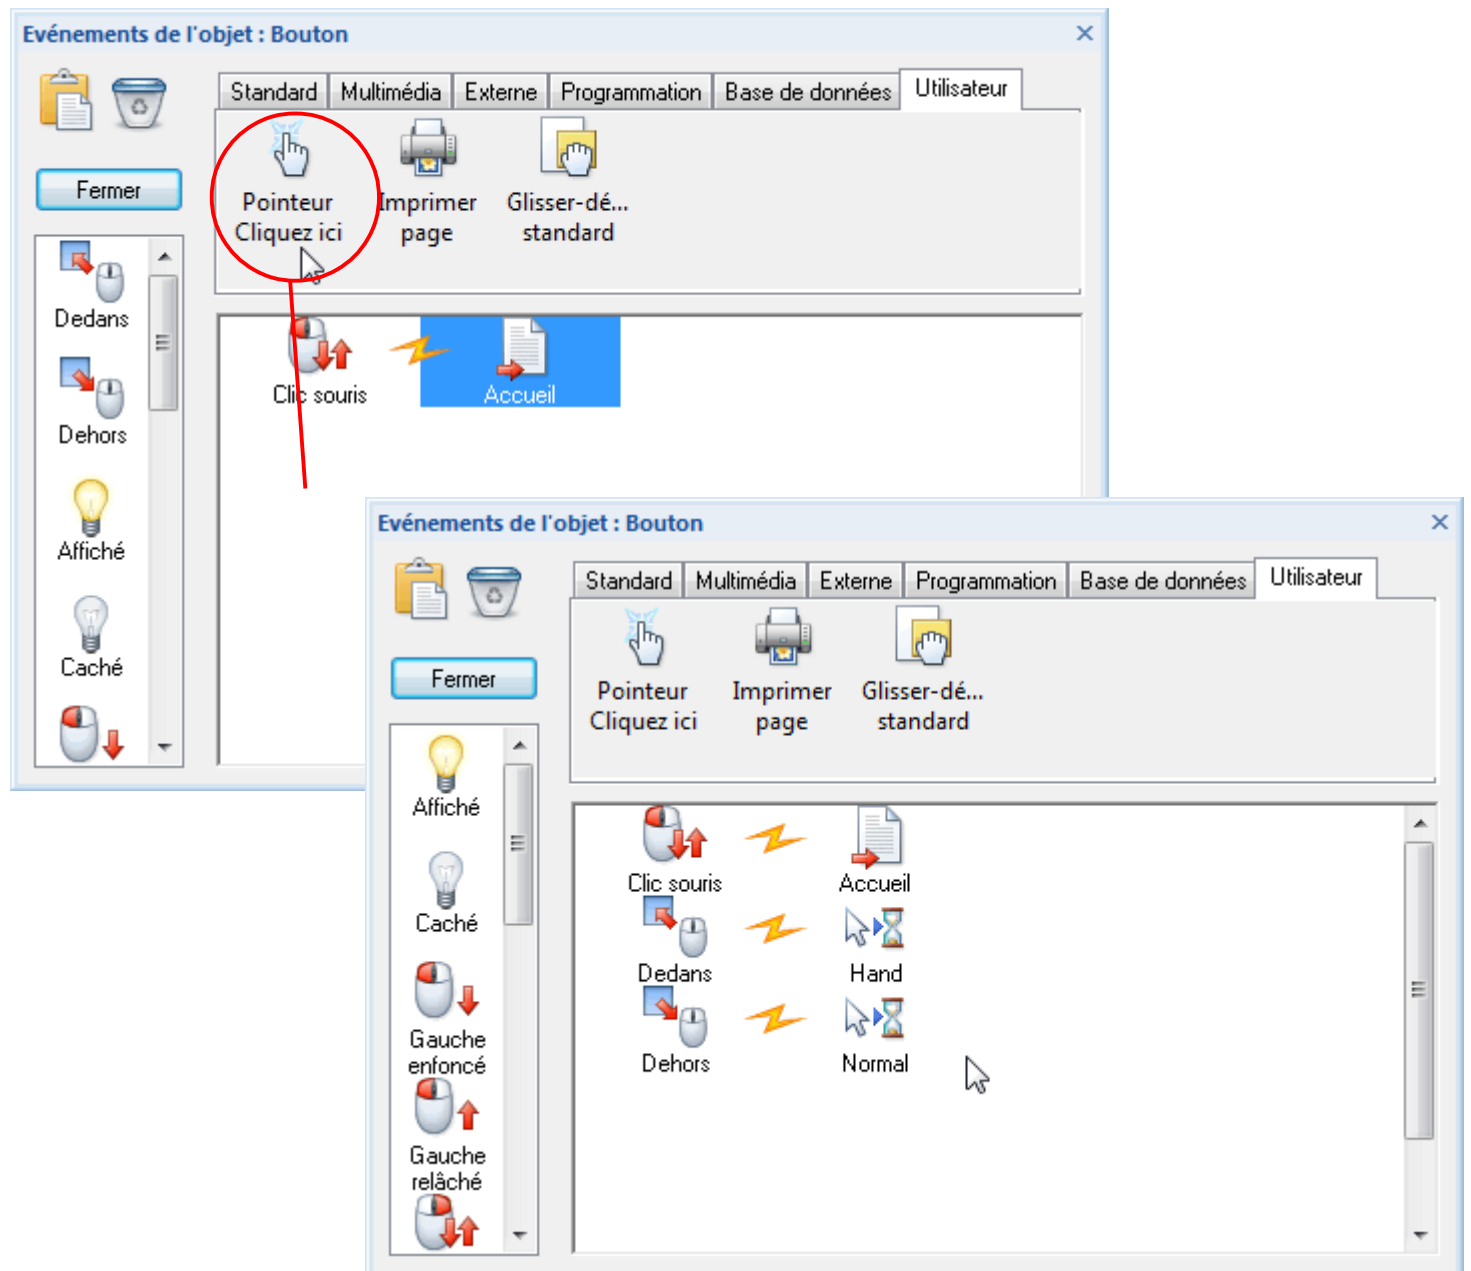 Evénements de l'objet : Bouton
Standard Multimédia Externe Programmation Base de données Utilisateur
Fermer
Pointeur Imprimer Glisser-dé...
Cliquez ici page standard
Dedans
Dehors
Affiché
Caché
Clic souris Accueil
Evénements de l'objet : Bouton
Standard Multimédia Externe Programmation Base de données Utilisateur
Fermer
Pointeur Imprimer Glisser-dé...
Cliquez ici page standard
Affiché
Caché
Gauche
enfoncé
Gauche
relâché
Clic souris Accueil
Dedans Hand
Dehors Normal